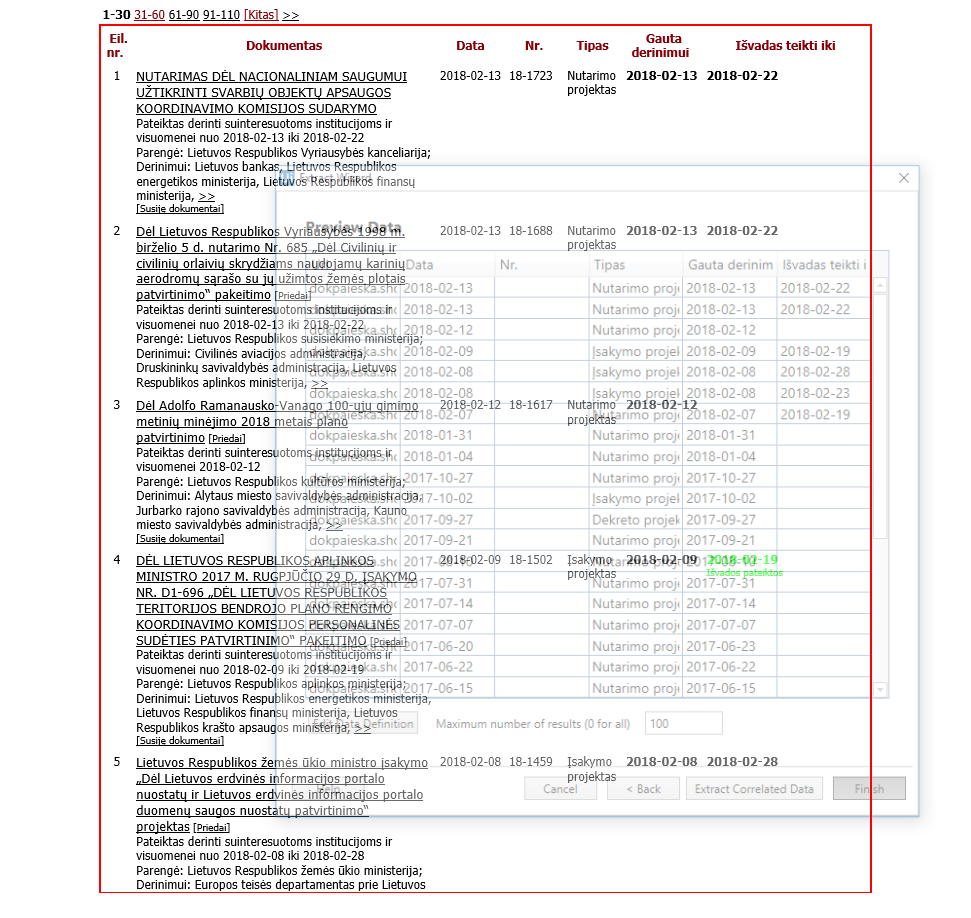 1-30 31-60 61-90 91-110 [Kitas] >>
Eil. nr. Dokumentas Data Nr. Tipas Gauta derinimui Išvadas teikti iki
1 NUTARIMAS DĖL NACIONALINIAM SAUGUMUI 2018-02-13 18-1723 Nutarimo 2018-02-13 2018-02-22
UŽTIKRINTI SVARBIŲ OBJEKTŲ APSAUGOS projektas
KOORDINAVIMO KOMISIJOS SUDARYMO
Pateiktas derinti suinteresuotoms institucijoms ir
visuomenei nuo 2018-02-13 iki 2018-02-22
Parengė: Lietuvos Respublikos Vyriausybės kanceliarija;
Derinimui: Lietuvos bankas, Lietuvos Respublikos
energetikos ministerija, Lietuvos Respublikos finansų
ministerija, >>
[Susiję dokumentai]
2 Dėl Lietuvos Respublikos Vyriausybės 1998 m. 2018-02-13 18-1688 Nutarimo 2018-02-13 2018-02-22
birželio 5 d. nutarimo Nr. 685 „Dėl Civilinių ir projektas
civilinių orlaivių skrydžiams naudojamų karinių
aerodromų sąrašo su jų užimtos žemės plotais
patvirtinimo“ pakeitimo [Priedai]
Pateiktas derinti suinteresuotoms institucijoms ir
visuomenei nuo 2018-02-13 iki 2018-02-22
Parengė: Lietuvos Respublikos susisiekimo ministerija;
Derinimui: Civilinės aviacijos administracija,
Druskininkų savivaldybės administracija, Lietuvos
Respublikos aplinkos ministerija, >>
3 Dėl Adolfo Ramanausko-Vanago 100-ųjų gimimo 2018-02-12 18-1617 Nutarimo 2018-02-12
metinių minėjimo 2018 metais plano projektas
patvirtinimo [Priedai]
Pateiktas derinti suinteresuotoms institucijoms ir
visuomenei 2018-02-12
Parengė: Lietuvos Respublikos kultūros ministerija;
Derinimui: Alytaus miesto savivaldybės administracija,
Jurbarko rajono savivaldybės administracija, Kauno
miesto savivaldybės administracija, >>
[Susiję dokumentai]
4 DĖL LIETUVOS RESPUBLIKOS APLINKOS 2018-02-09 18-1502 Įsakymo 2018-02-09 2018-02-19
MINISTRO 2017 M. RUGPJŪČIO 29 D. ĮSAKYMO projektas Išvados pateiktos
NR. D1-696 „DĖL LIETUVOS RESPUBLIKOS
TERITORIJOS BENDROJO PLANO RENGIMO
KOORDINAVIMO KOMISIJOS PERSONALINĖS
SUDĖTIES PATVIRTINIMO“ PAKEITIMO [Priedai]
Pateiktas derinti suinteresuotoms institucijoms ir
visuomenei nuo 2018-02-09 iki 2018-02-19
Parengė: Lietuvos Respublikos aplinkos ministerija;
Derinimui: Lietuvos Respublikos energetikos ministerija,
Lietuvos Respublikos finansų ministerija, Lietuvos
Respublikos krašto apsaugos ministerija, >>
[Susiję dokumentai]
5 Lietuvos Respublikos žemės ūkio ministro įsakymo 2018-02-08 18-1459 Įsakymo 2018-02-08 2018-02-28
„Dėl Lietuvos erdvinės informacijos portalo projektas
nuostatų ir Lietuvos erdvinės informacijos portalo
duomenų saugos nuostatų patvirtinimo“
projektas [Priedai]
Pateiktas derinti suinteresuotoms institucijoms ir
visuomenei nuo 2018-02-08 iki 2018-02-28
Parengė: Lietuvos Respublikos žemės ūkio ministerija;
Derinimui: Europos teisės departamentas prie Lietuvos
Extract Wizard
Preview Data
Data Nr. Tipas Gauta derinim Išvadas teikti i
dokpaieska.sho 2018-02-13 Nutarimo proj 2018-02-13 2018-02-22
dokpaieska.sho 2018-02-13 Nutarimo proj 2018-02-13 2018-02-22
dokpaieska.sho 2018-02-12 Nutarimo proj 2018-02-12
dokpaieska.sho 2018-02-09 Įsakymo projek 2018-02-09 2018-02-19
dokpaieska.sho 2018-02-08 Įsakymo projek 2018-02-08 2018-02-28
dokpaieska.sho 2018-02-08 Įsakymo projek 2018-02-08 2018-02-23
dokpaieska.sho 2018-02-07 Nutarimo proj 2018-02-07 2018-02-19
dokpaieska.sho 2018-01-31 Nutarimo proj 2018-01-31
dokpaieska.sho 2018-01-04 Nutarimo proj 2018-01-04
dokpaieska.sho 2017-10-27 Nutarimo proj 2017-10-27
dokpaieska.sho 2017-10-02 Įsakymo projek 2017-10-02
dokpaieska.sho 2017-09-27 Dekreto projek 2017-09-27
dokpaieska.sho 2017-09-21 Nutarimo proj 2017-09-21
dokpaieska.sho Nutarimo proj
dokpaieska.sho 2017-07-31 Nutarimo proj 2017-07-31
dokpaieska.sho 2017-07-14 Nutarimo proj 2017-07-14
dokpaieska.sho 2017-07-07 Nutarimo proj 2017-07-07
dokpaieska.sho 2017-06-20 Nutarimo proj 2017-06-23
dokpaieska.sho 2017-06-22 Nutarimo proj 2017-06-22
dokpaieska.sho 2017-06-15 Nutarimo proj 2017-06-15
Edit Data Definition Maximum number of results (0 for all) 100
Help Cancel < Back Extract Correlated Data Finish